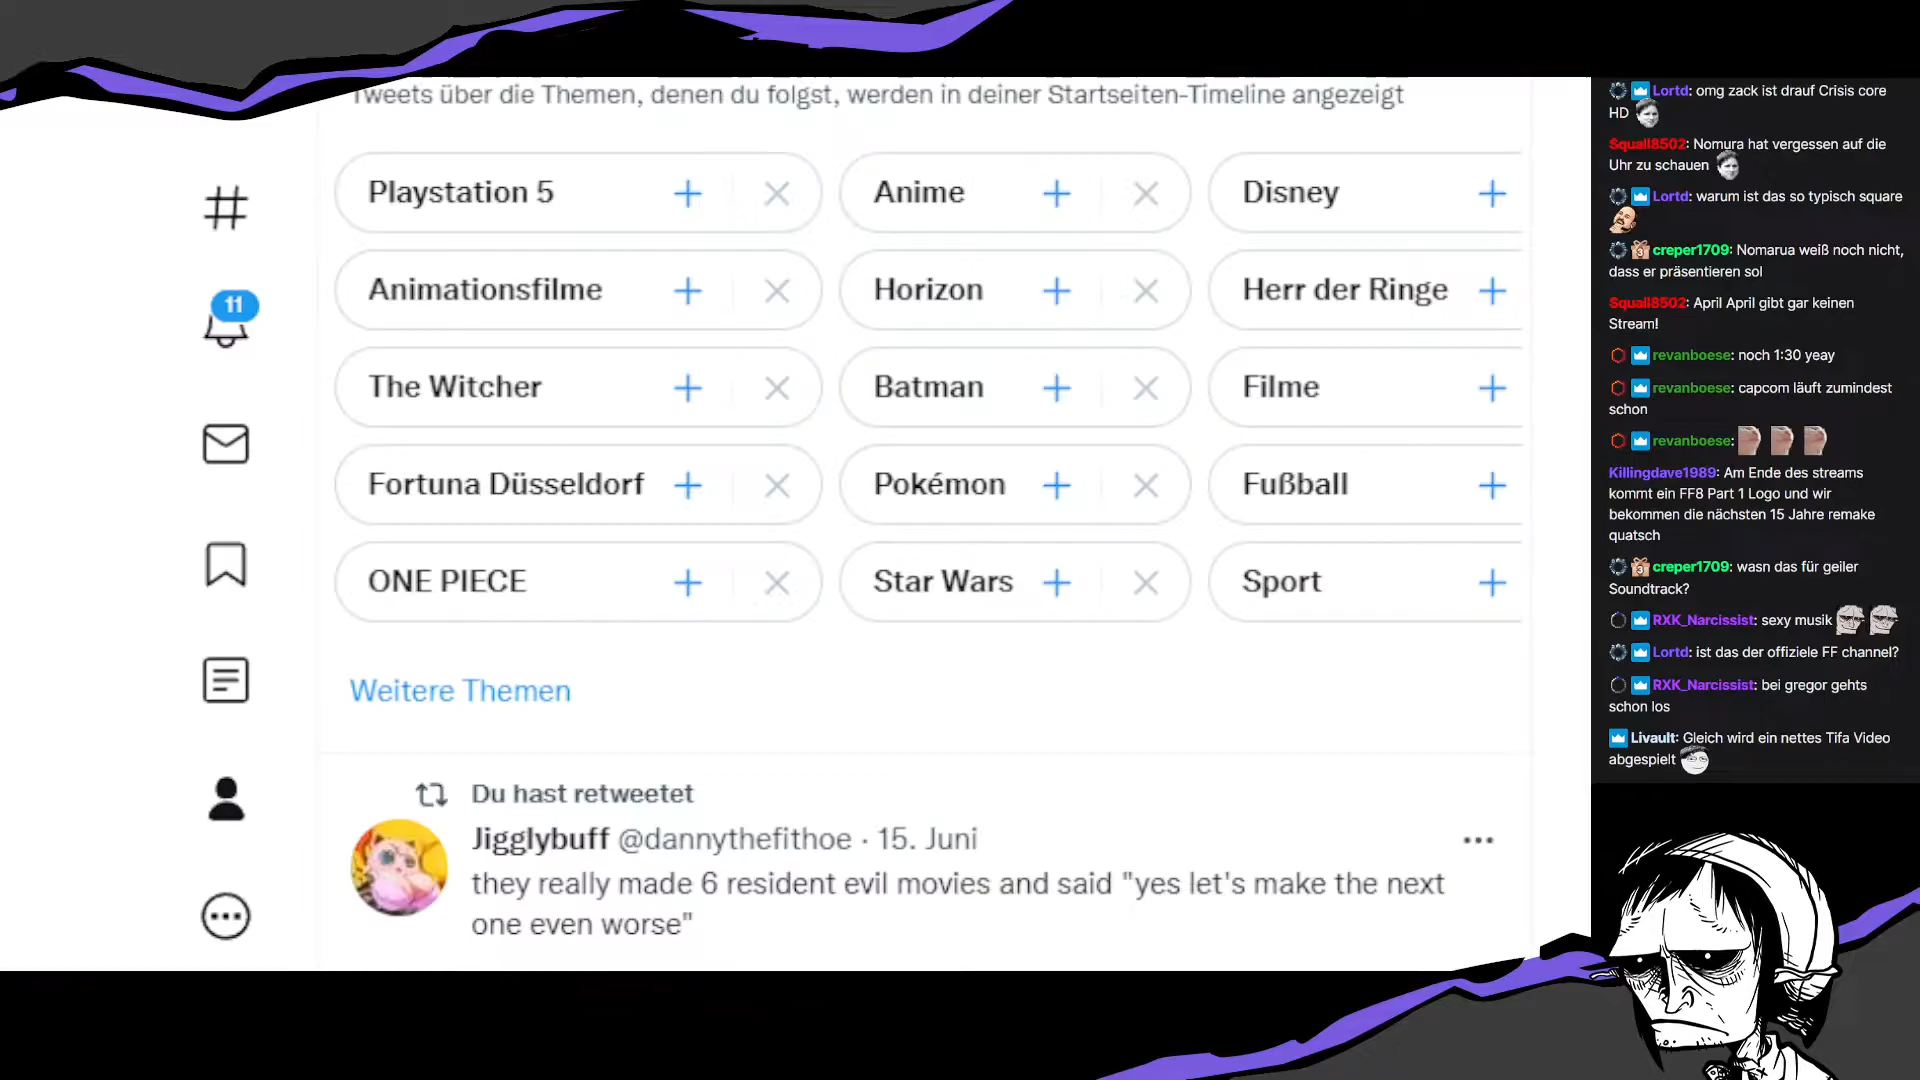 Tweets über die Themen, denen du folgst, werden in deiner Startseiten-Timeline angezeigt
Playstation 5
Anime
Disney
Animationsfilme
Horizon
Herr der Ringe
The Witcher
Batman
Filme
Fortuna Düsseldorf
Pokémon
Fußball
ONE PIECE
Star Wars
Sport
Weitere Themen
11
Du hast retweetet
Jigglybuff @dannythefithoe · 15. Juni
they really made 6 resident evil movies and said "yes let's make the next
one even worse"
Lortd: omg zack ist drauf Crisis core
HD
Squall8502: Nomura hat vergessen auf die
Uhr zu schauen
Lortd: warum ist das so typisch square
3 creper1709: Nomarua weiß noch nicht,
dass er präsentieren sol
Squall8502: April April gibt gar keinen
Stream!
revanboese: noch 1:30 yeay
revanboese: capcom läuft zumindest
schon
revanboese:
Killingdave1989: Am Ende des streams
kommt ein FF8 Part 1 Logo und wir
bekommen die nächsten 15 Jahre remake
quatsch
3 creper1709: wasn das für geiler
Soundtrack?
RXK_Narcissist: sexy musik
Lortd: ist das der offiziele FF channel?
RXK_Narcissist: bei gregor gehts
schon los
Livault: Gleich wird ein nettes Tifa Video
abgespielt